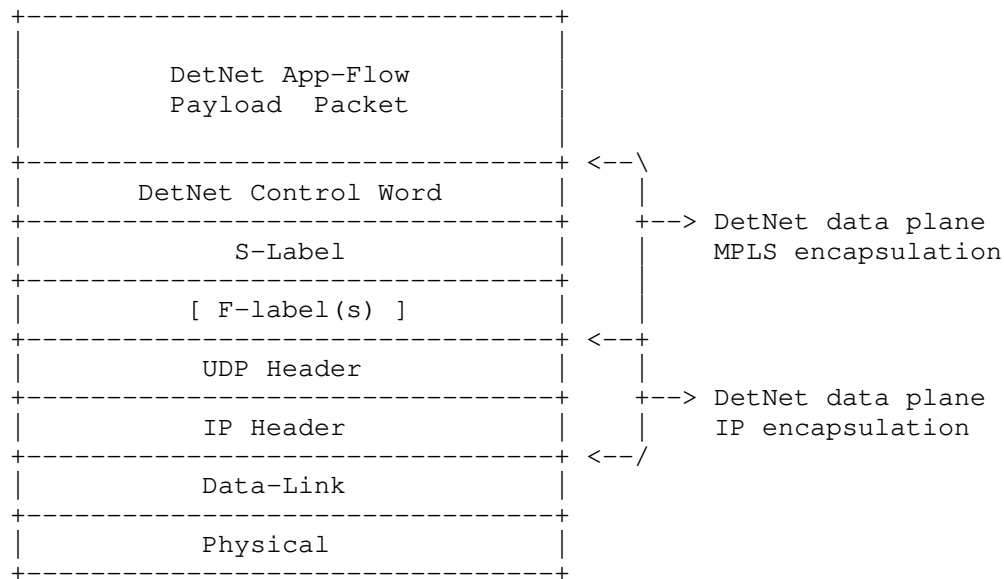 DetNet App-Flow
Payload Packet
<--\
DetNet Control Word
+--> DetNet data plane
S-Label
MPLS encapsulation
[ F-label(s) ]
<--+
UDP Header
+--> DetNet data plane
IP Header
IP encapsulation
<--/
Data-Link
Physical